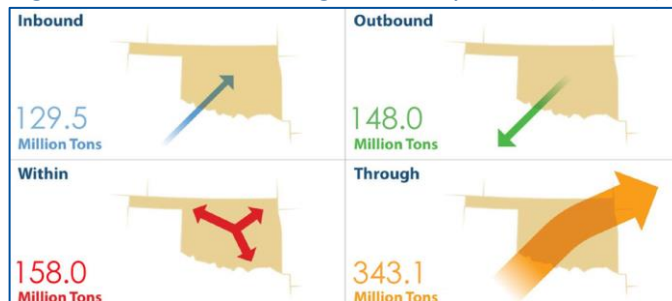 Inbound
129.5
Million Tons
Outbound
148.0
Million Tons
Within
158.0
Million Tons
Through
343.1
Million Tons